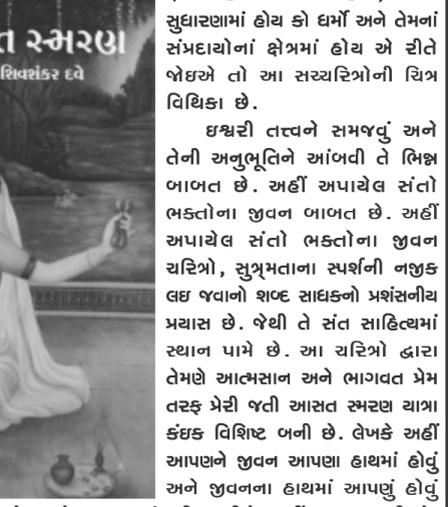 ત સ્મરણ
શિવશંકર દવે
સુધારણામાં હોય કો ધર્મો અને તેમનાં
સંપ્રદાયોનાં ક્ષેત્રમાં હોય એ રીતે
જોઇએ તો આ સચ્ચરિત્રોની ચિત્ર
વિથિકા છે.
ઇશ્વરી તત્ત્વને સમજવું અને
તેની અનુભૂતિને આંબવી તે ભિન્ન
બાબત છે. અહીં અપાયેલ સંતો
ભક્તોના જીવન બાબત છે. અહીં
અપાયેલ સંતો ભક્તોના જીવન
ચરિત્રો, સુત્ર્મતાના સ્પર્શની નજીક
લઇ જવાનો શબ્દ સાધકનો પ્રશંસનીય
પ્રયાસ છે. જેથી તે સંત સાહિત્યમાં
સ્થાન પામે છે. આ ચરિત્રો દ્વારા
તેમણે આત્મસાન અને ભાગવત પ્રેમ
તરફ પ્રેરી જતી આસત સ્મરણ યાત્રા
કંઇક વિશિષ્ટ બની છે. લેખકે અહીં
આપણને જીવન આપણા હાથમાં હોવું
અને જીવનના હાથમાં આપણું હોવું